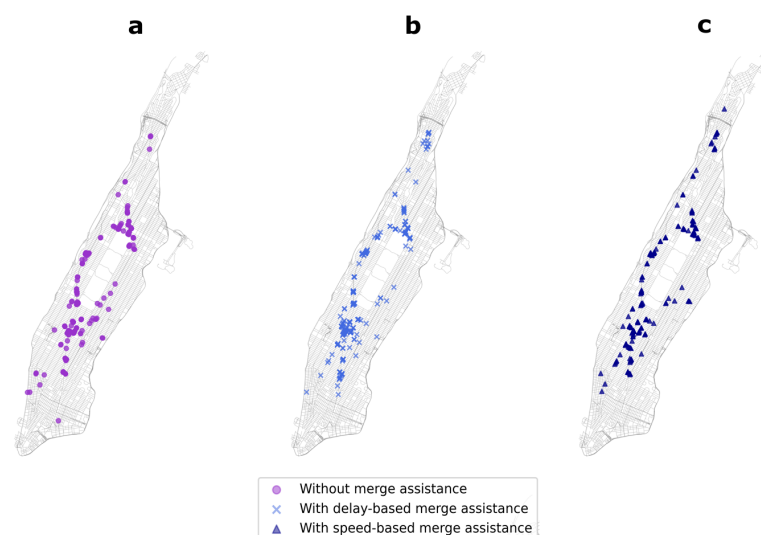 a
b
c
Without merge assistance
With delay-based merge assistance
With speed-based merge assistance